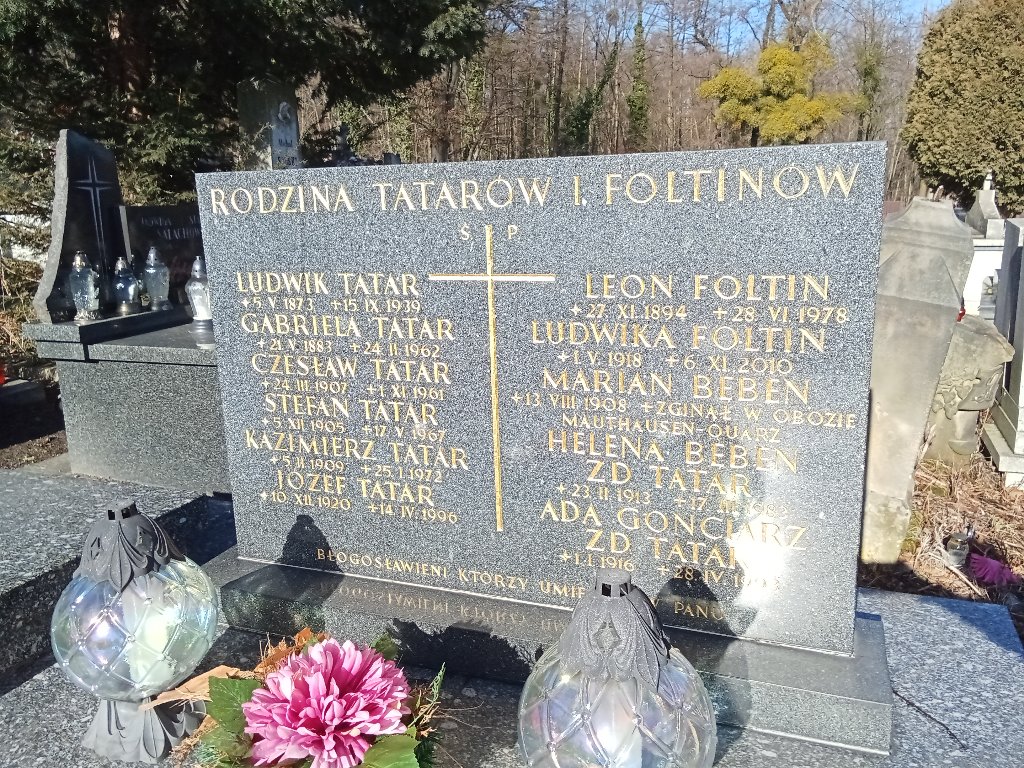 RODZINA TATARÓW I. FOLTINÓW
Ś P
LUDWIK TATAR
+5.V.1873 +15.IX.1939
GABRIELA TATAR
+21.V.1883 +24.II.1962
CZESŁAW TATAR
+24.III.1907 +1.XI.1961
STEFAN TATAR
+5.XII.1905 +17.V.1967
KAZIMIERZ TATAR
+5.II.1909 +25.I.1972
JÓZEF TATAR
+10.XII.1920 +14.IV.1996
LEON FOLTIN
+27.XI.1894 +28.VI.1978
LUDWIKA FOLTIN
+1.V.1918 +6.XI.2010
MARIAN BEBEN
+13.VIII.1908 +ZGINĄŁ W OBOZIE
MAUTHAUSEN-QUARZ
HELENA BEBEN
ZD TATAR
+23.II.1913 +17
ADA GONCIARZ
ZD TATAR
+1.I.1916 +28.IV
BŁOGOSŁAWIENI KTÓRZY PANU